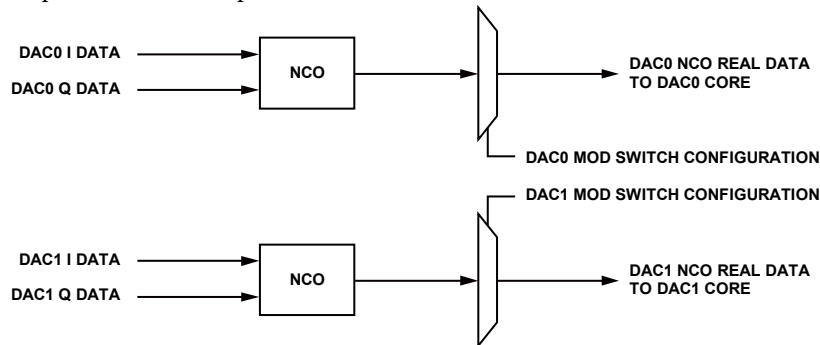 DAC0 I DATA
DAC0 Q DATA
NCO
DAC0 NCO REAL DATA
TO DAC0 CORE
DAC0 MOD SWITCH CONFIGURATION
DAC1 MOD SWITCH CONFIGURATION
DAC1 I DATA
DAC1 Q DATA
NCO
DAC1 NCO REAL DATA
TO DAC1 CORE